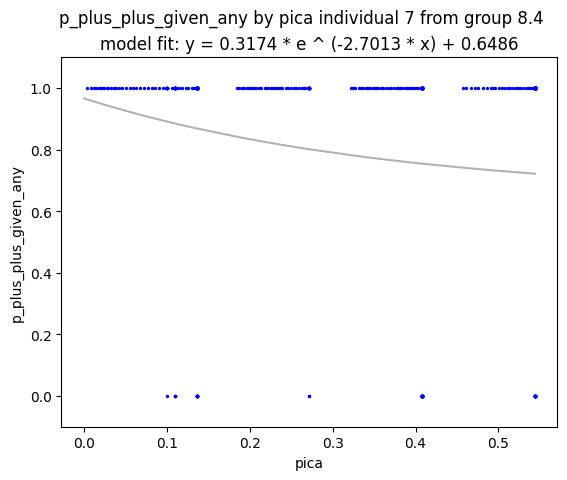 p_plus_plus_given_any by pica individual 7 from group 8.4
model fit: y = 0.3174 * e ^ (-2.7013 * x) + 0.6486
1.0
0.8
0.6
0.4
0.2
0.0
p_plus_plus_given_any
0.0 0.1 0.2 0.3 0.4 0.5
pica